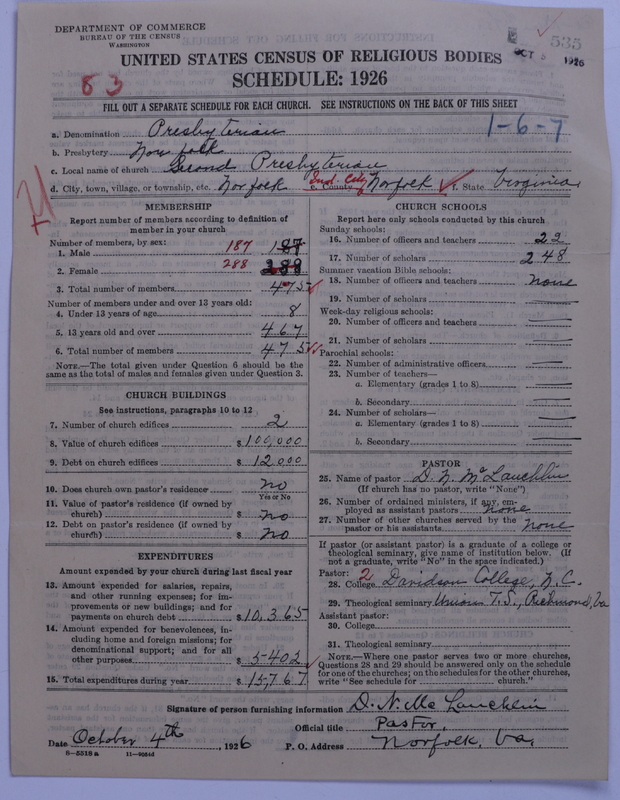 DEPARTMENT OF COMMERCE
BUREAU OF THE CENSUS
WASHINGTON
535
OCT 5 1926
UNITED STATES CENSUS OF RELIGIOUS BODIES
83
SCHEDULE: 1926
FILL OUT A SEPARATE SCHEDULE FOR EACH CHURCH. SEE INSTRUCTIONS ON THE BACK OF THIS SHEET
a. Denomination Presbyterian
1-6-7
b. Presbytery Norfolk
c. Local name of church Second Presbyterian
d. City, town, village, or township, etc. Norfolk Ind. City e. County Norfolk f. State Virginia
MEMBERSHIP
Report number of members according to definition of
member in your church
Number of members, by sex:
1. Male 187 187
2. Female 288 288
3. Total number of members 475
Number of members under and over 13 years old:
4. Under 13 years of age 8
5. 13 years old and over 467
6. Total number of members 475
NOTE.—The total given under Question 6 should be
same as the total of males and females given under Question 3.
CHURCH BUILDINGS
See instructions, paragraphs 10 to 12
7. Number of church edifices 2
8. Value of church edifices $100,000
9. Debt on church edifices $12000
10. Does church own pastor's residence no
Yes or No
11. Value of pastor's residence (if owned by
church) $ no
12. Debt on pastor's residence (if owned by
church) $ no
EXPENDITURES
Amount expended by your church during last fiscal year
13. Amount expended for salaries, repairs,
and other running expenses; for im-
provements or new buildings; and for
payments on church debt $10,365
14. Amount expended for benevolences, in-
cluding home and foreign missions; for
denominational support; and for all
other purposes $5402
15. Total expenditures during year $15767
CHURCH SCHOOLS
Report here only schools conducted by this church
Sunday schools:
16. Number of officers and teachers 22
17. Number of scholars 248
Summer vacation Bible schools:
18. Number of officers and teachers none
19. Number of scholars
Week-day religious schools:
20. Number of officers and teachers
21. Number of scholars
Parochial schools:
22. Number of administrative officers
23. Number of teachers—
a. Elementary (grades 1 to 8)
b. Secondary
24. Number of scholars—
a. Elementary (grades 1 to 8)
b. Secondary
PASTOR
25. Name of pastor D. N. McLauchlin
(If church has no pastor, write "None")
26. Number of ordained ministers, if any, em-
ployed as assistant pastors none
27. Number of other churches served by the
pastor or his assistants none
If pastor (or assistant pastor) is a graduate of a college or
theological seminary, give name of institution below. (If
not a graduate, write "No" in the space indicated.)
Pastor: 2
28. College Davidson College, N.C.
29. Theological seminary Union T.S., Richmond, Va
Assistant pastor:
30. College
31. Theological seminary
NOTE.—Where one pastor serves two or more churches,
Questions 28 and 29 should be answered only on the schedule
for one of the churches; on the schedules for the other churches,
write "See schedule for church."
Signature of person furnishing information D. N. McLauchlin
Official title Pastor,
Date October 4th, 1926 P. O. Address Norfolk, Va.
8-5518 a